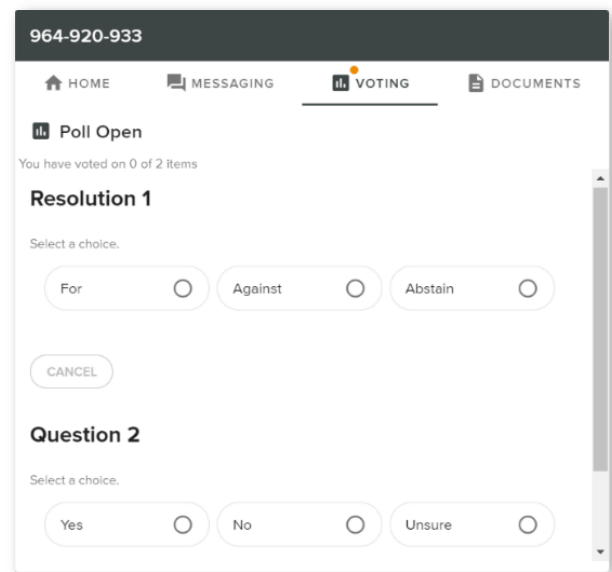 964-920-933
HOME MESSAGING VOTING DOCUMENTS
Poll Open
You have voted on 0 of 2 items
Resolution 1
Select a choice.
For Against Abstain
CANCEL
Question 2
Select a choice.
Yes No Unsure